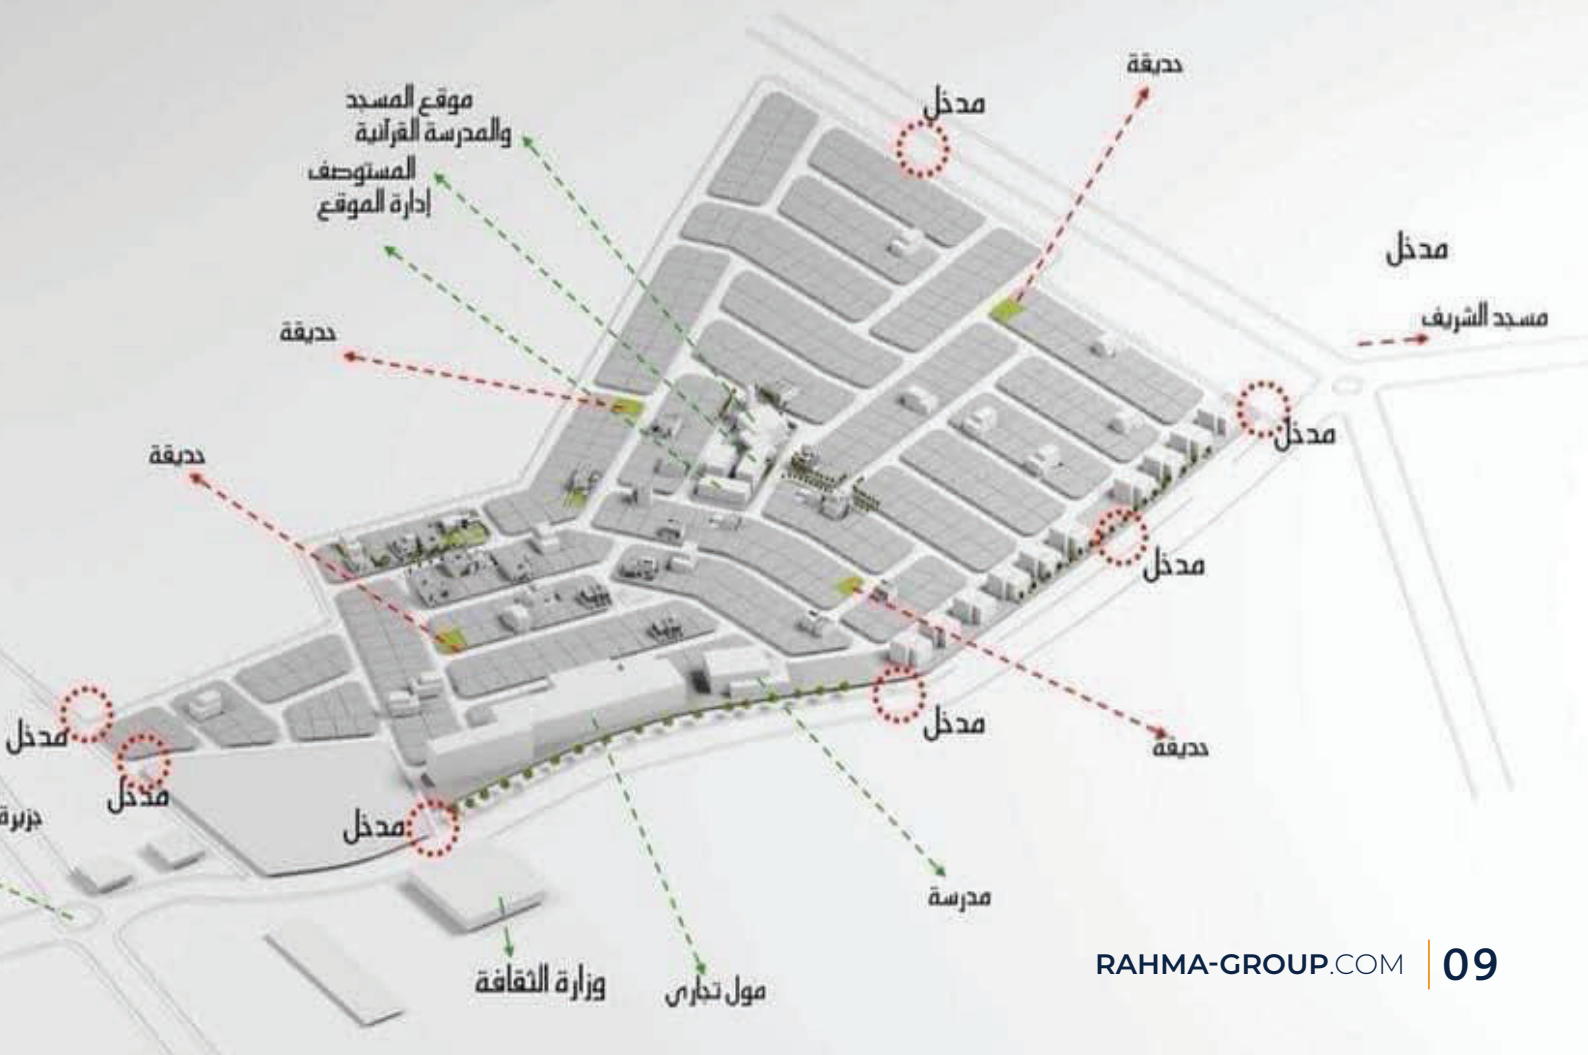 حديقة
مدخل
موقع المسجد
والمدرسة القرآنية
المستوصف
إدارة الموقع
مدخل
مسجد الشريف
حديقة
مدخل
حديقة
مدخل
مدخل
حديقة
مدخل
مدخل
جزيرة
مدخل
مدرسة
وزارة الثقافة
مول تجاري
RAHMA-GROUP.COM | 09